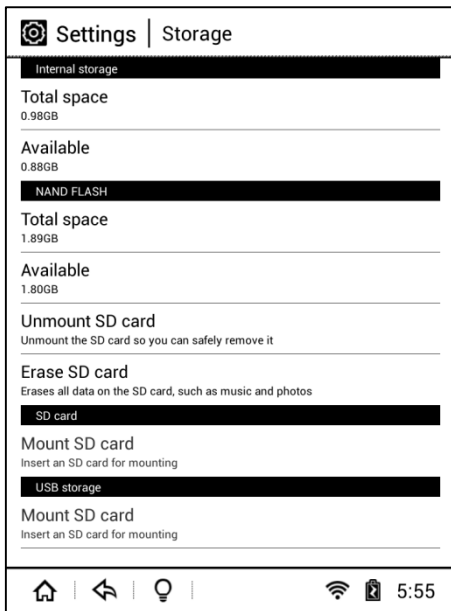 Settings | Storage
Internal storage
Total space
0.98GB
Available
0.88GB
NAND FLASH
Total space
1.89GB
Available
1.80GB
Unmount SD card
Unmount the SD card so you can safely remove it
Erase SD card
Erases all data on the SD card, such as music and photos
SD card
Mount SD card
Insert an SD card for mounting
USB storage
Mount SD card
Insert an SD card for mounting
5:55